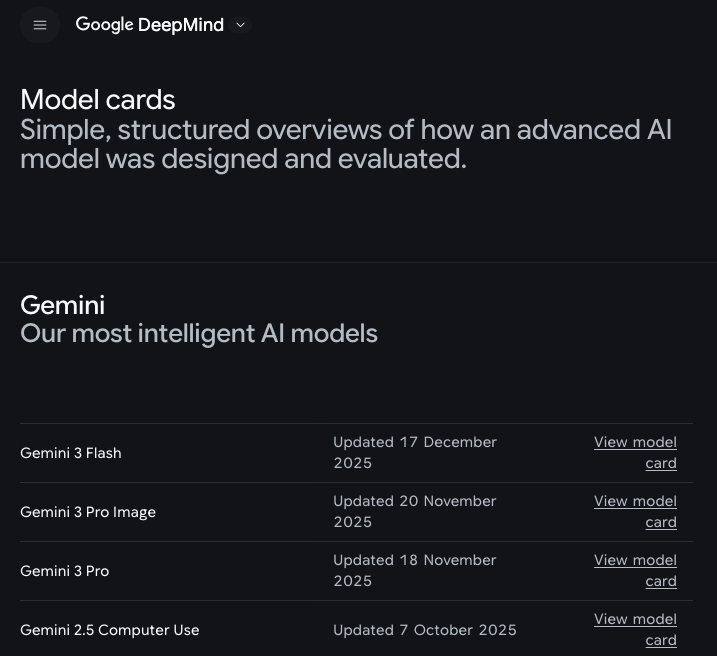 Google DeepMind
Model cards
Simple, structured overviews of how an advanced AI
model was designed and evaluated.
Gemini
Our most intelligent AI models
Gemini 3 Flash
Updated 17 December
2025
View model
card
Gemini 3 Pro Image
Updated 20 November
2025
View model
card
Gemini 3 Pro
Updated 18 November
2025
View model
card
Gemini 2.5 Computer Use
Updated 7 October 2025
View model
card